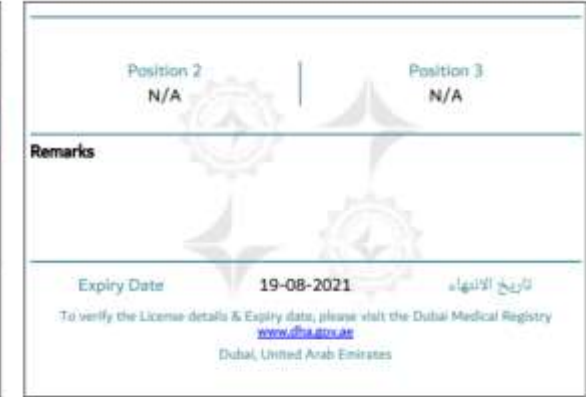 Position 2 Position 3
N/A N/A
Remarks
Expiry Date 19-08-2021 تاريخ الانتهاء
To verify the License details & Expiry date, please visit the Dubai Medical Registry
www.dha.gov.ae
Dubai, United Arab Emirates